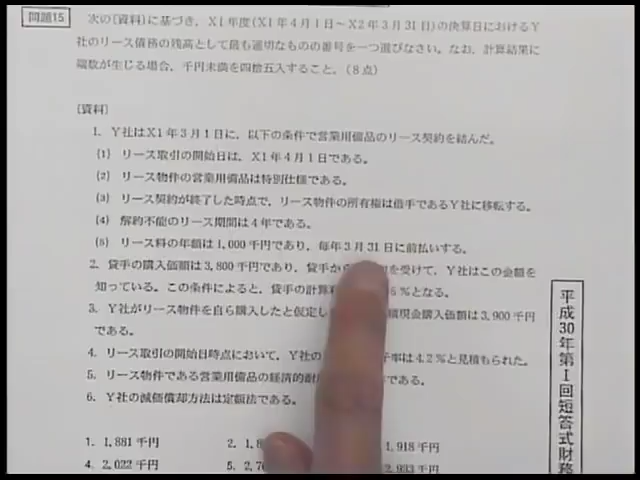 問題15
次の[資料]に基づき、X1年度(X1年4月1日～X2年3月31日)の決算日におけるY
社のリース債務の残高として最も適切なものの番号を一つ選びなさい。なお、計算結果に
端数が生じる場合、千円未満を四捨五入すること。(8点)
[資料]
1. Y社はX1年3月1日に、以下の条件で営業用備品のリース契約を結んだ。
(1) リース取引の開始日は、X1年4月1日である。
(2) リース物件の営業用備品は特別仕様である。
(3) リース契約が終了した時点で、リース物件の所有権は借手であるY社に移転する。
(4) 解約不能のリース期間は4年である。
(5) リース料の年額は1,000千円であり、毎年3月31日に前払いする。
2. 貸手の購入価額は3,800千円であり、貸手から を受けて、Y社はこの金額を
知っている。この条件によると、貸手の計算 %となる。
3. Y社がリース物件を自ら購入したと仮定し 積現金購入価額は3,900千円
である。
4. リース取引の開始日時点において、Y社の 子率は4.2%と見積もられた。
5. リース物件である営業用備品の経済的耐 である。
6. Y社の減価償却方法は定額法である。
1. 1,881千円 2. 1,8 1,918千円
4. 2,022千円 5. 2,7 千円
平成30年第Ⅰ回短答式財務